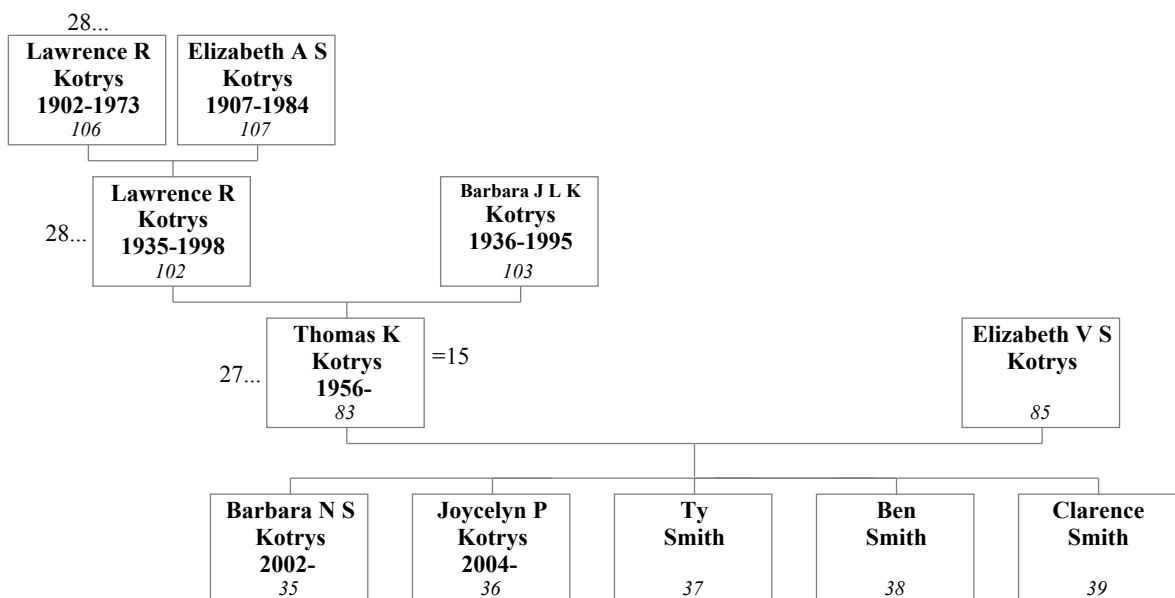 28...
Lawrence R
Kotrys
1902-1973
106
Elizabeth A S
Kotrys
1907-1984
107
28...
Lawrence R
Kotrys
1935-1998
102
Barbara J L K
Kotrys
1936-1995
103
27...
Thomas K
Kotrys
1956-
83
=15
Elizabeth V S
Kotrys
85
Barbara N S
Kotrys
2002-
35
Joycelyn P
Kotrys
2004-
36
Ty
Smith
37
Ben
Smith
38
Clarence
Smith
39